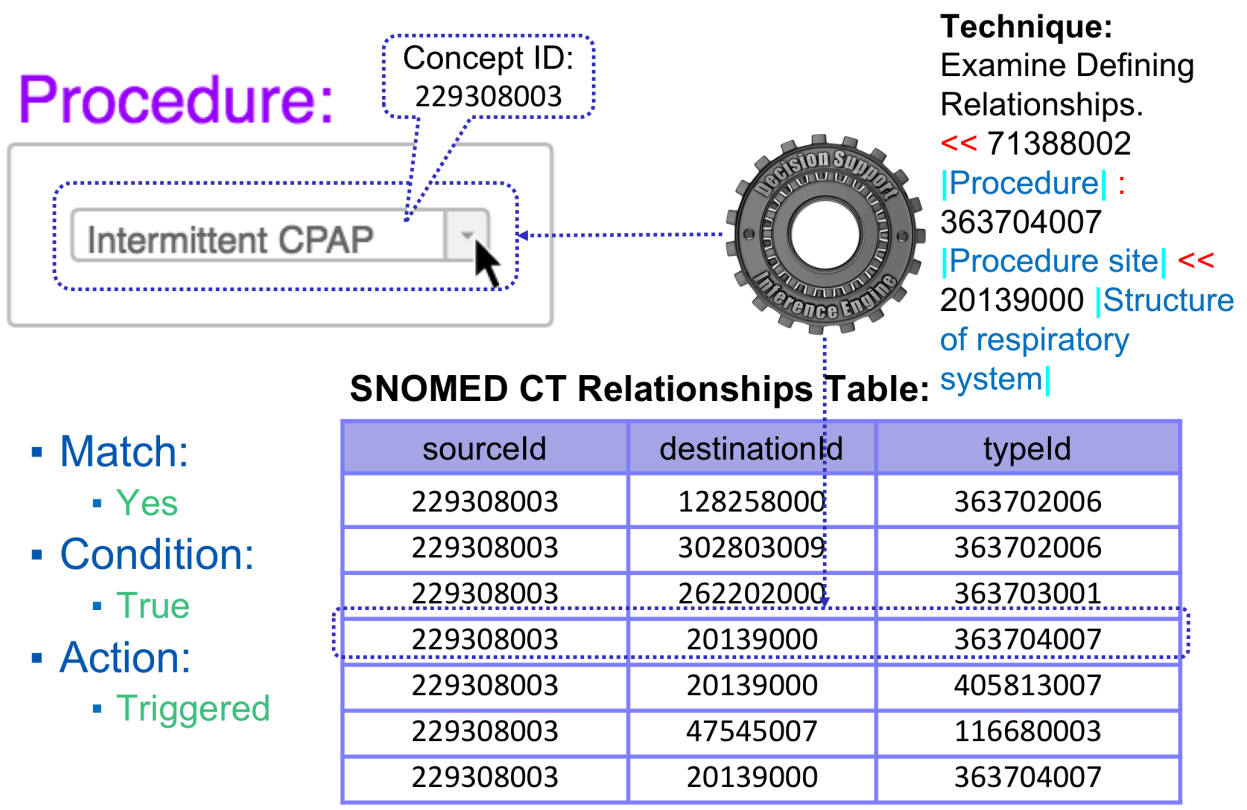 Technique:
Examine Defining
Relationships.
<< 71388002
|Procedure| :
363704007
|Procedure site| <<
20139000 |Structure
of respiratory
system|
Concept ID:
229308003
Procedure:
Intermittent CPAP
Decision Support
Inference Engine
SNOMED CT Relationships Table:
sourceId destinationId typeId
229308003 128258000 363702006
229308003 302803009 363702006
229308003 262202000 363703001
229308003 20139000 363704007
229308003 20139000 405813007
229308003 47545007 116680003
229308003 20139000 363704007
▪ Match:
▪ Yes
▪ Condition:
▪ True
▪ Action:
▪ Triggered